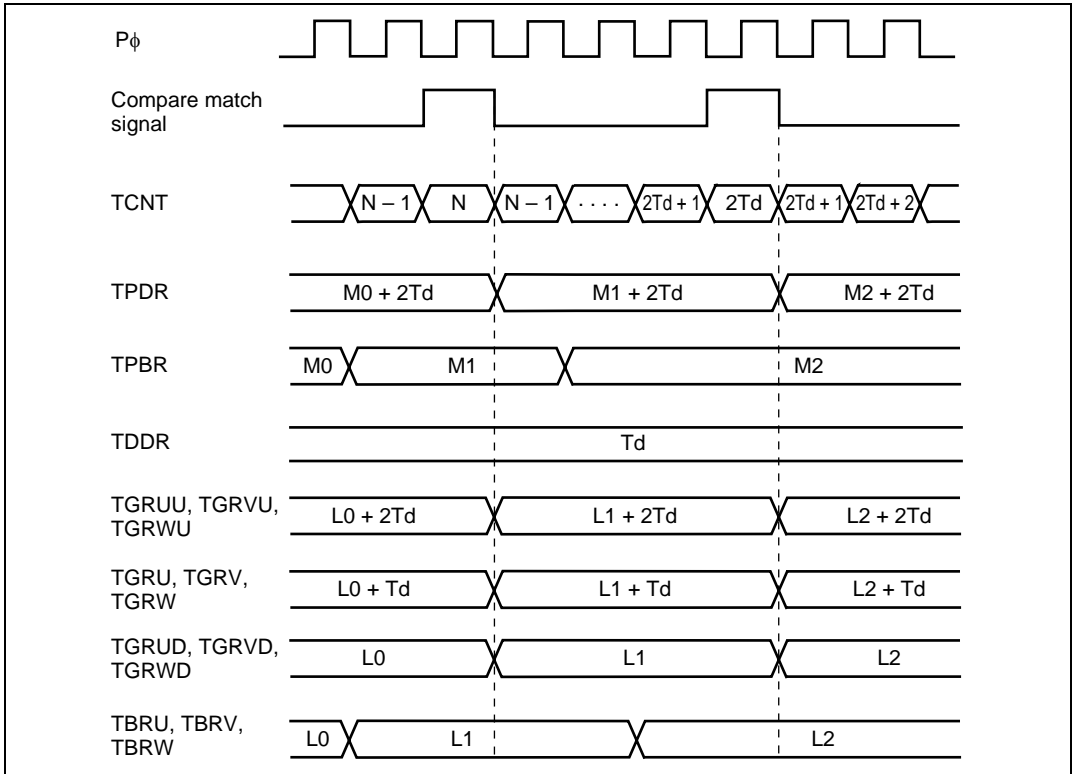 Pϕ
Compare match
signal
TCNT
N – 1 N N – 1 · · · · 2Td + 1 2Td 2Td + 1 2Td + 2
TPDR
M0 + 2Td M1 + 2Td M2 + 2Td
TPBR
M0 M1 M2
TDDR
Td
TGRUU, TGRVU,
TGRWU
L0 + 2Td L1 + 2Td L2 + 2Td
TGRU, TGRV,
TGRW
L0 + Td L1 + Td L2 + Td
TGRUD, TGRVD,
TGRWD
L0 L1 L2
TBRU, TBRV,
TBRW
L0 L1 L2